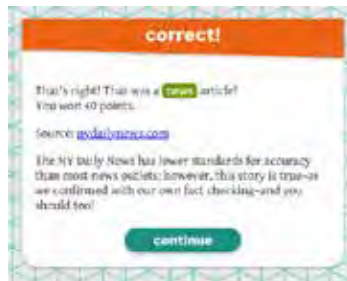 correct!
That's right! That was a news article!
You won 40 points.
Source: nydailynews.com
The NY Daily News has lower standards for accuracy
than most news outlets; however, this story is true–as
we confirmed with our own fact checking–and you
should too!
continue